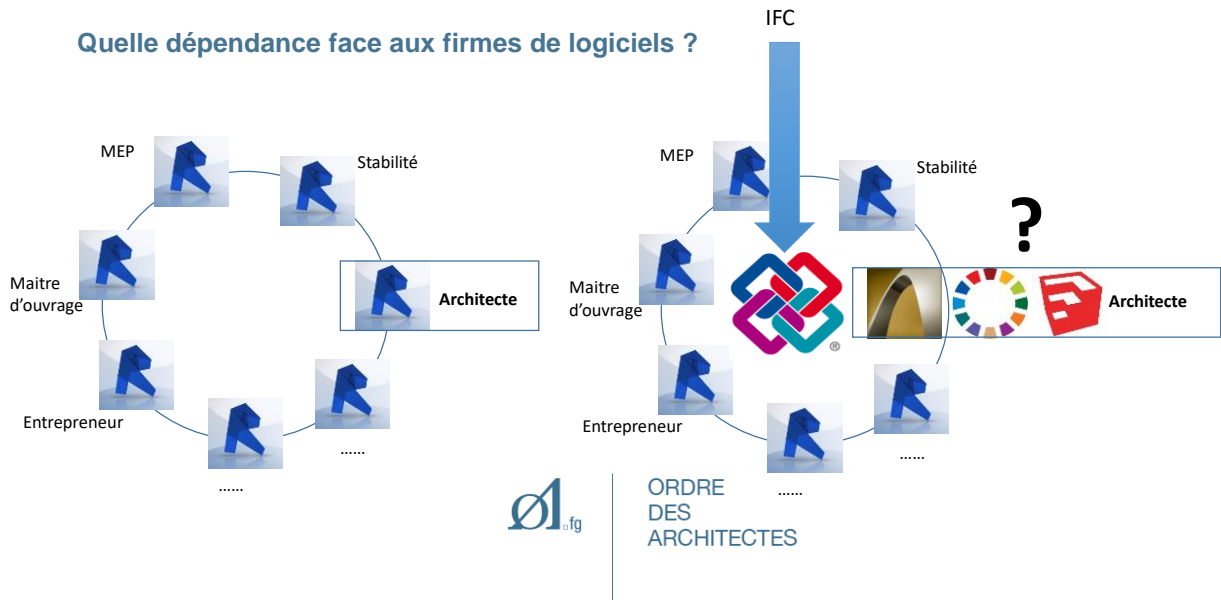 IFC
Quelle dépendance face aux firmes de logiciels ?
MEP
Stabilité
Maitre
d'ouvrage
Architecte
Entrepreneur
......
......
MEP
Stabilité
?
Maitre
d'ouvrage
®
Architecte
Entrepreneur
......
......
øA.fg
ORDRE
DES
ARCHITECTES